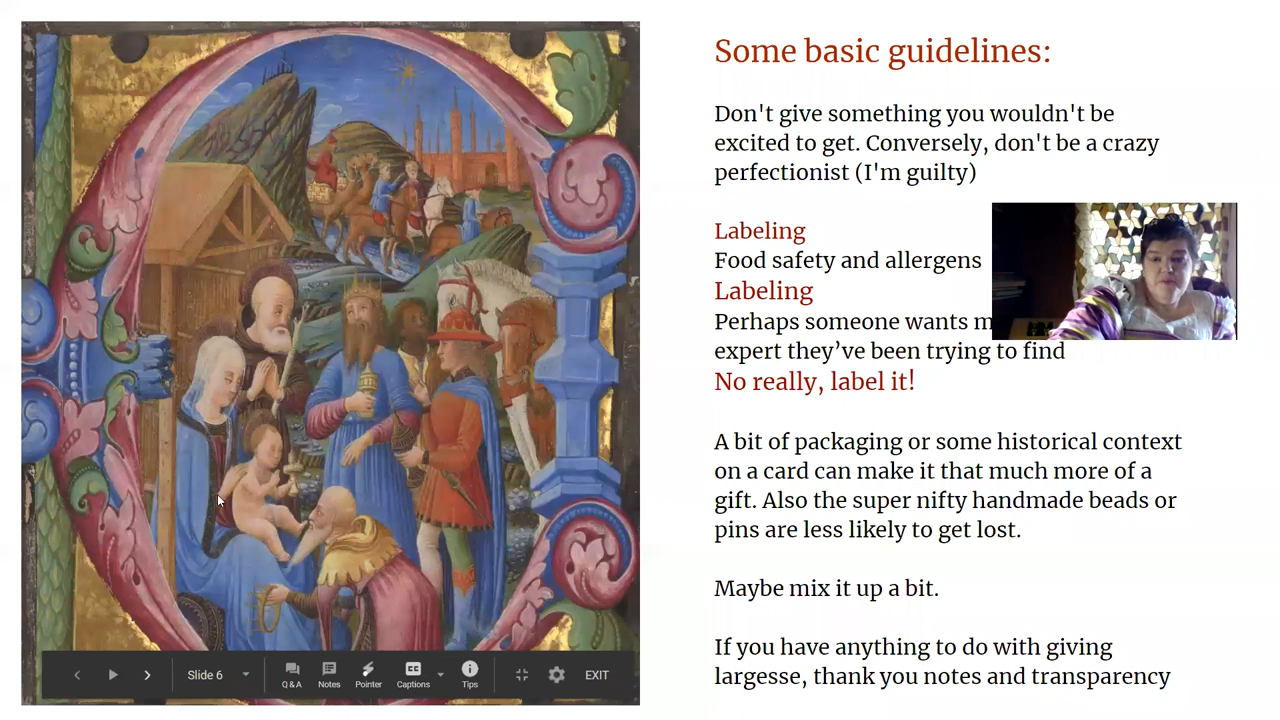 Some basic guidelines:
Don't give something you wouldn't be
excited to get. Conversely, don't be a crazy
perfectionist (I'm guilty)
Labeling
Food safety and allergens
Labeling
Perhaps someone wants
expert they’ve been trying to find
No really, label it!
A bit of packaging or some historical context
on a card can make it that much more of a
gift. Also the super nifty handmade beads or
pins are less likely to get lost.
Maybe mix it up a bit.
If you have anything to do with giving
largesse, thank you notes and transparency
Slide 6
Q & A
Notes
Pointer
CC
Captions
Tips
EXIT